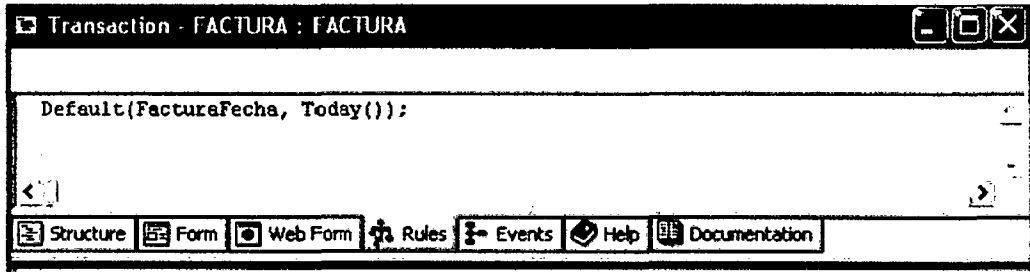 Transaction - FACTURA : FACTURA
Default(FacturaFecha, Today());
Structure Form Web Form Rules Events Help Documentation